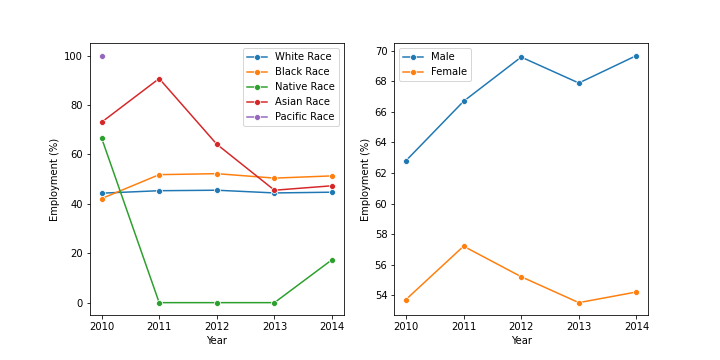 100
80
60
40
20
0
Employment (%)
2010 2011 2012 2013 2014
Year
White Race
Black Race
Native Race
Asian Race
Pacific Race
70
68
66
64
62
60
58
56
54
Employment (%)
2010 2011 2012 2013 2014
Year
Male
Female